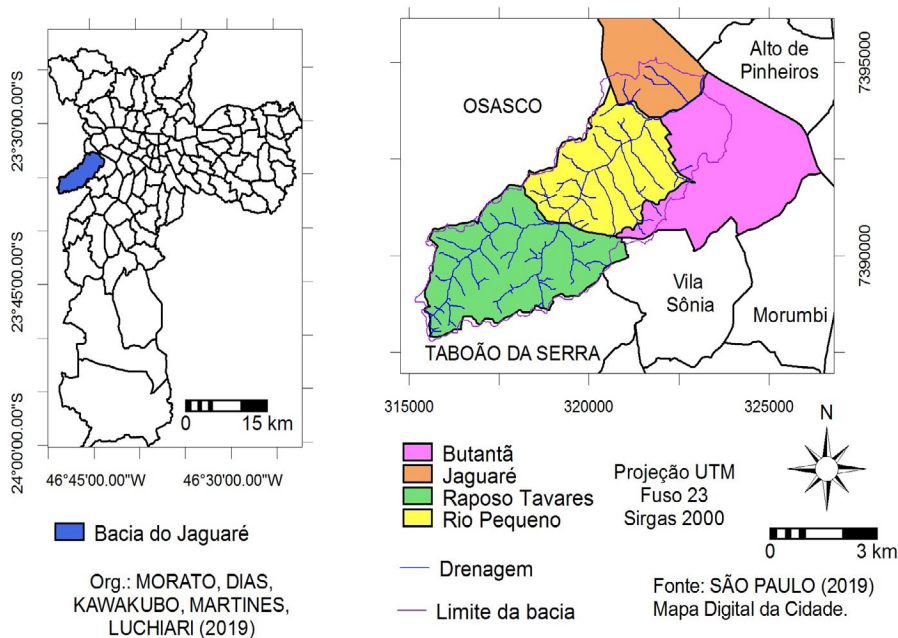 23°30'00.00"S
23°45'00.00"S
24°00'00.00"S
46°45'00.00"W
46°30'00.00"W
15 km
0
Bacia do Jaguaré
Org.: MORATO, DIAS,
KAWAKUBO, MARTINES,
LUCHIARI (2019)
OSASCO
Alto de
Pinheiros
Vila
Sônia
Morumbi
TABOÃO DA SERRA
7395000
7390000
315000
320000
325000
Butantã
Jaguaré
Raposo Tavares
Rio Pequeno
Drenagem
Limite da bacia
Projeção UTM
Fuso 23
Sirgas 2000
N
0
3 km
Fonte: SÃO PAULO (2019)
Mapa Digital da Cidade.